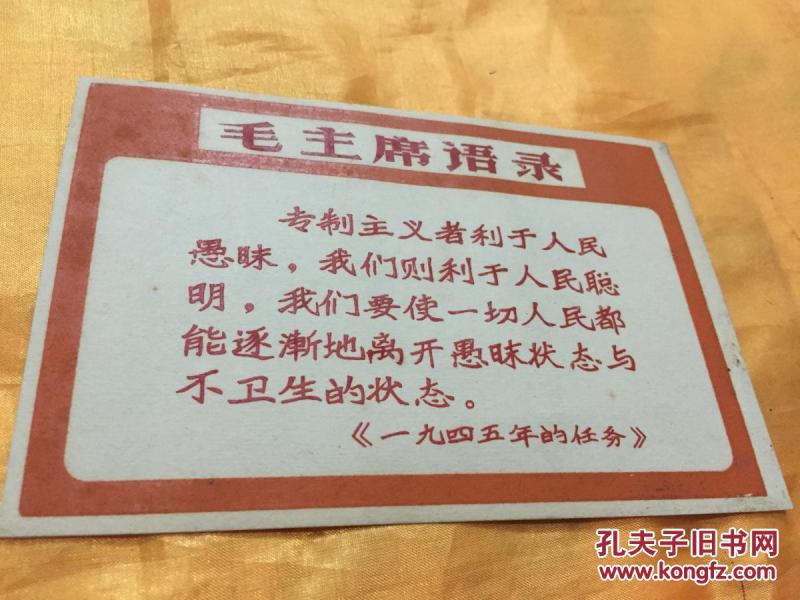 毛主席语录
专制主义者利于人民
愚昧，我们则利于人民聪
明，我们要使一切人民都
能逐漸地离开愚昧状态与
不卫生的状态。
《一九四五年的任务》
孔夫子旧书网
www.kongfz.com